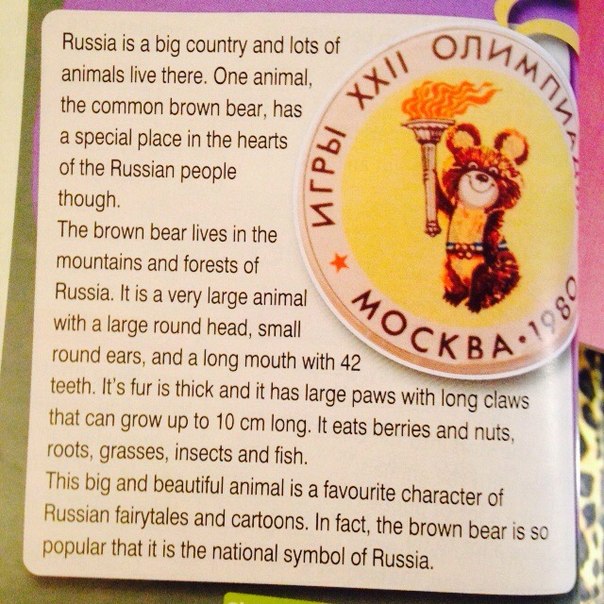 Russia is a big country and lots of
animals live there. One animal,
the common brown bear, has
a special place in the hearts
of the Russian people
though.
The brown bear lives in the
mountains and forests of
Russia. It is a very large animal
with a large round head, small
round ears, and a long mouth with 42
teeth. It's fur is thick and it has large paws with long claws
that can grow up to 10 cm long. It eats berries and nuts,
roots, grasses, insects and fish.
This big and beautiful animal is a favourite character of
Russian fairytales and cartoons. In fact, the brown bear is so
popular that it is the national symbol of Russia.
ИГРЫ XXII ОЛИМПИАД
МОСКВА·1980